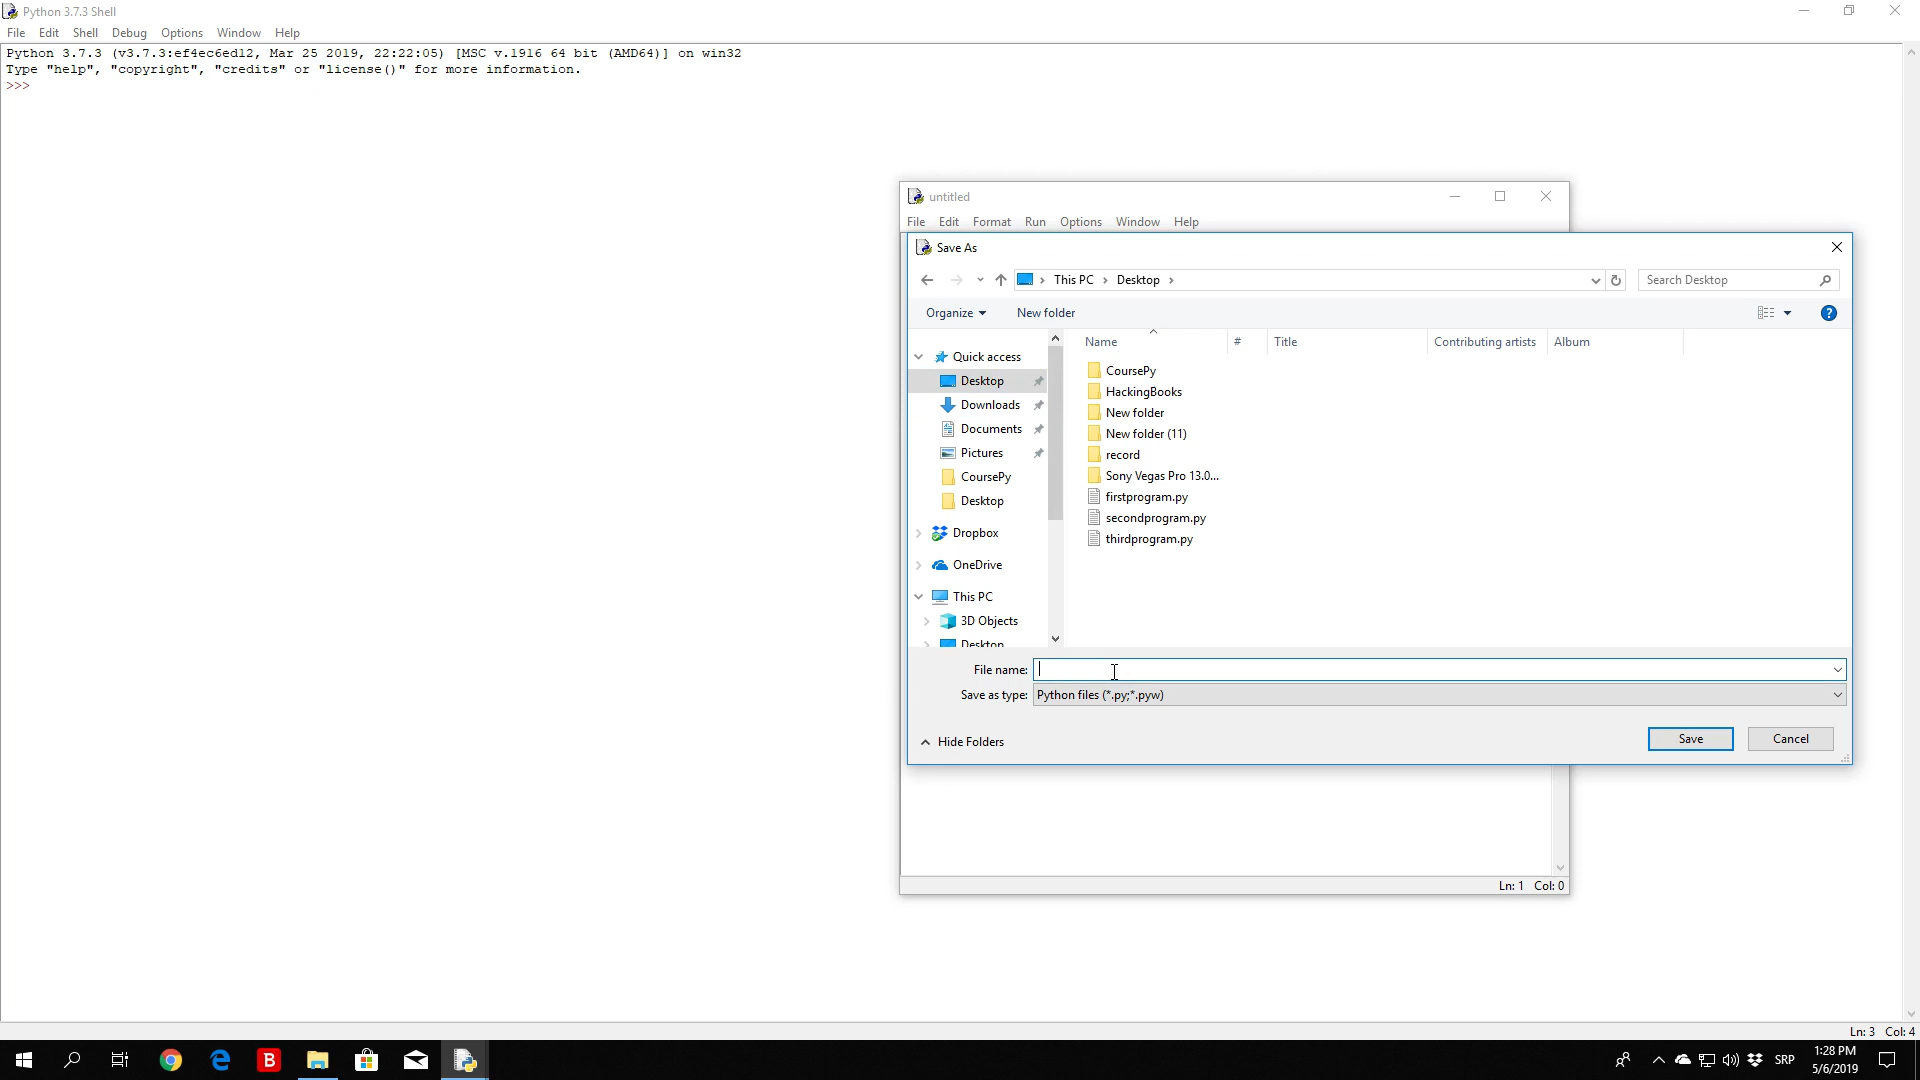 Python 3.7.3 Shell
File Edit Shell Debug Options Window Help
Python 3.7.3 (v3.7.3:ef4ec6ed12, Mar 25 2019, 22:22:05) [MSC v.1916 64 bit (AMD64)] on win32
Type "help", "copyright", "credits" or "license()" for more information.
>>>
untitled
File Edit Format Run Options Window Help
Save As
This PC > Desktop >
Search Desktop
Organize
New folder
Name
#
Title
Contributing artists
Album
Quick access
Desktop
Downloads
Documents
Pictures
CoursePy
Desktop
Dropbox
OneDrive
This PC
3D Objects
Desktop
CoursePy
HackingBooks
New folder
New folder (11)
record
Sony Vegas Pro 13.0...
firstprogram.py
secondprogram.py
thirdprogram.py
File name:
Save as type: Python files (*.py;*.pyw)
Hide Folders
Save
Cancel
Ln: 1 Col: 0
Ln: 3 Col: 4
B
SRP
1:28 PM
5/6/2019